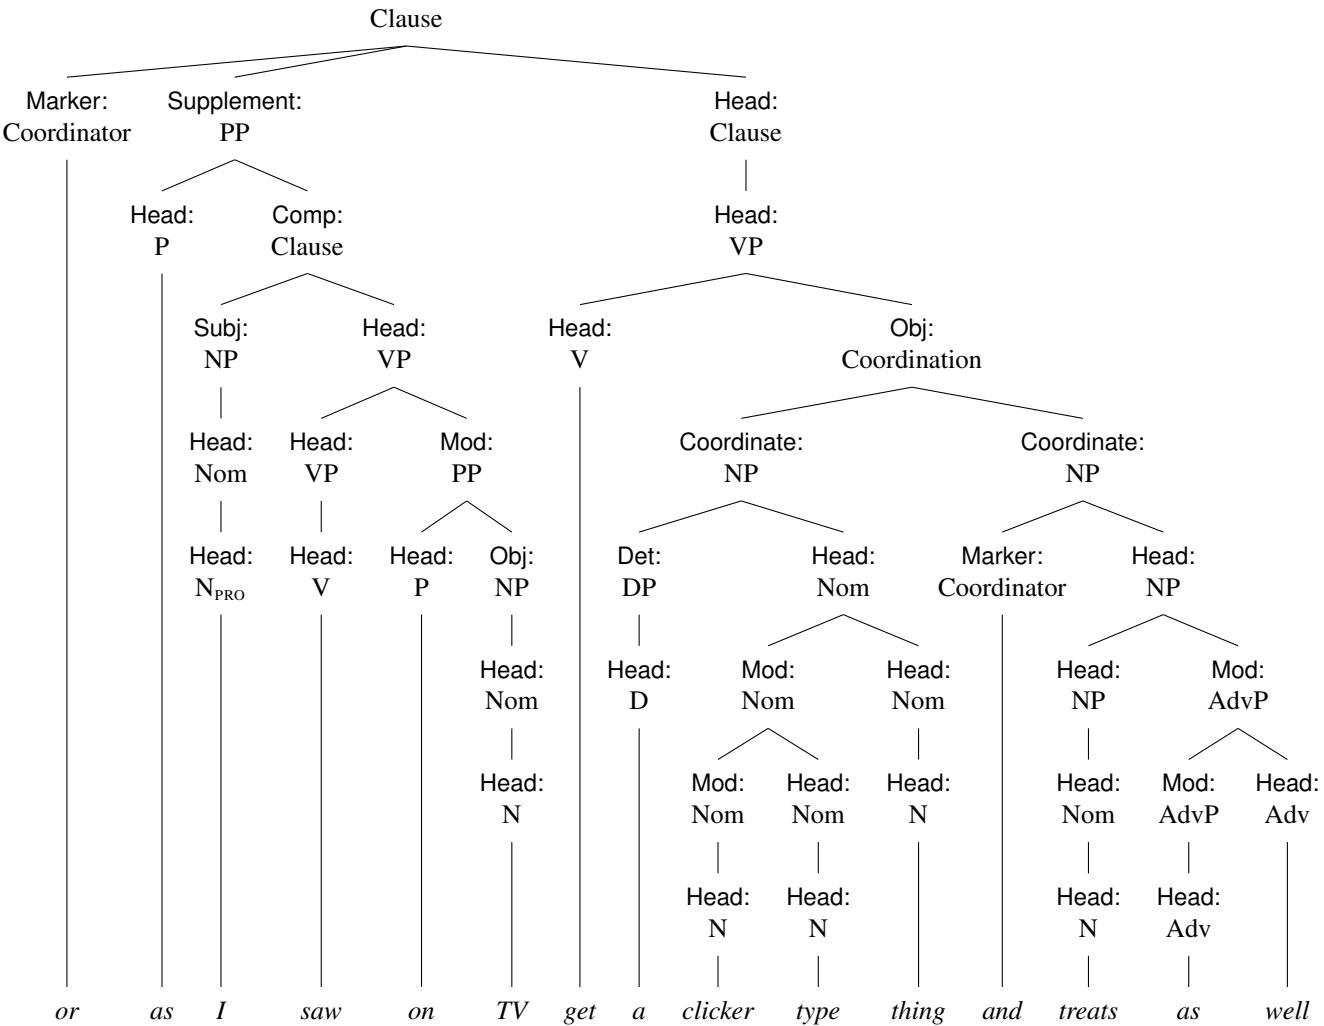 Clause
Marker: Supplement: Head:
Coordinator PP Clause
Head: Comp: Head:
P Clause VP
Subj: Head: Head: Obj:
NP VP V Coordination
Head: Head: Mod: Coordinate: Coordinate:
Nom VP PP NP NP
Head: Head: Head: Obj: Det: Head: Marker: Head:
N_PRO V P NP DP Nom Coordinator NP
Head: Head: Mod: Head: Head: Mod:
Nom D Nom Nom NP AdvP
Head: Mod: Head: Head: Head: Mod: Head:
N Nom Nom N Nom AdvP Adv
Head: Head: Head: Head:
N N N Adv
or as I saw on TV get a clicker type thing and treats as well